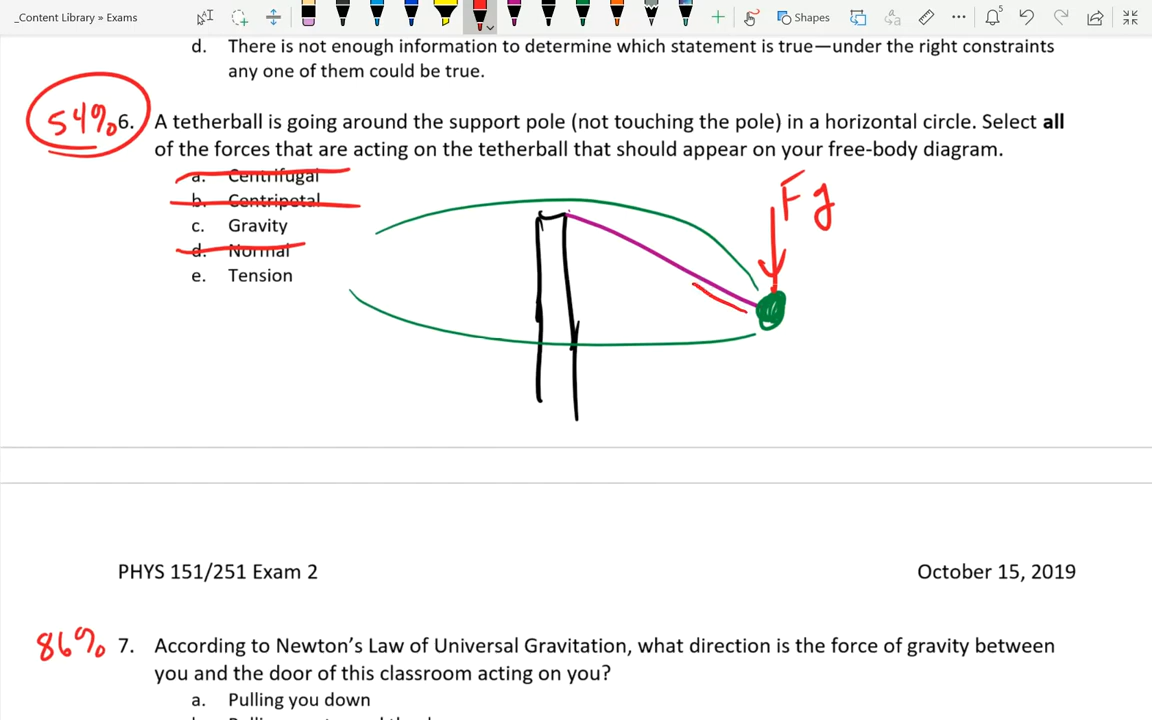 _Content Library » Exams
Shapes
5
d. There is not enough information to determine which statement is true—under the right constraints
any one of them could be true.
54% 6. A tetherball is going around the support pole (not touching the pole) in a horizontal circle. Select all
of the forces that are acting on the tetherball that should appear on your free-body diagram.
a. Centrifugal
b. Centripetal
c. Gravity
d. Normal
e. Tension
Fg
PHYS 151/251 Exam 2
October 15, 2019
86% 7. According to Newton's Law of Universal Gravitation, what direction is the force of gravity between
you and the door of this classroom acting on you?
a. Pulling you down